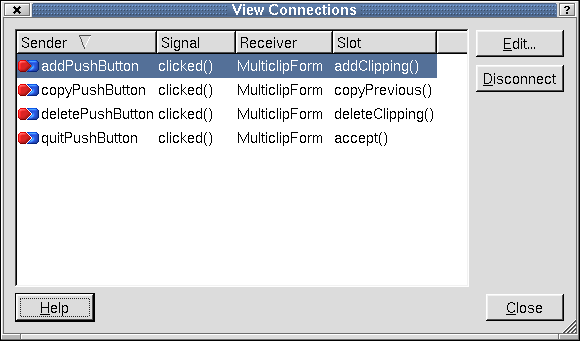 View Connections
?
Sender Signal Receiver Slot
addPushButton clicked() MulticlipForm addClipping()
copyPushButton clicked() MulticlipForm copyPrevious()
deletePushButton clicked() MulticlipForm deleteClipping()
quitPushButton clicked() MulticlipForm accept()
Edit...
Disconnect
Help
Close